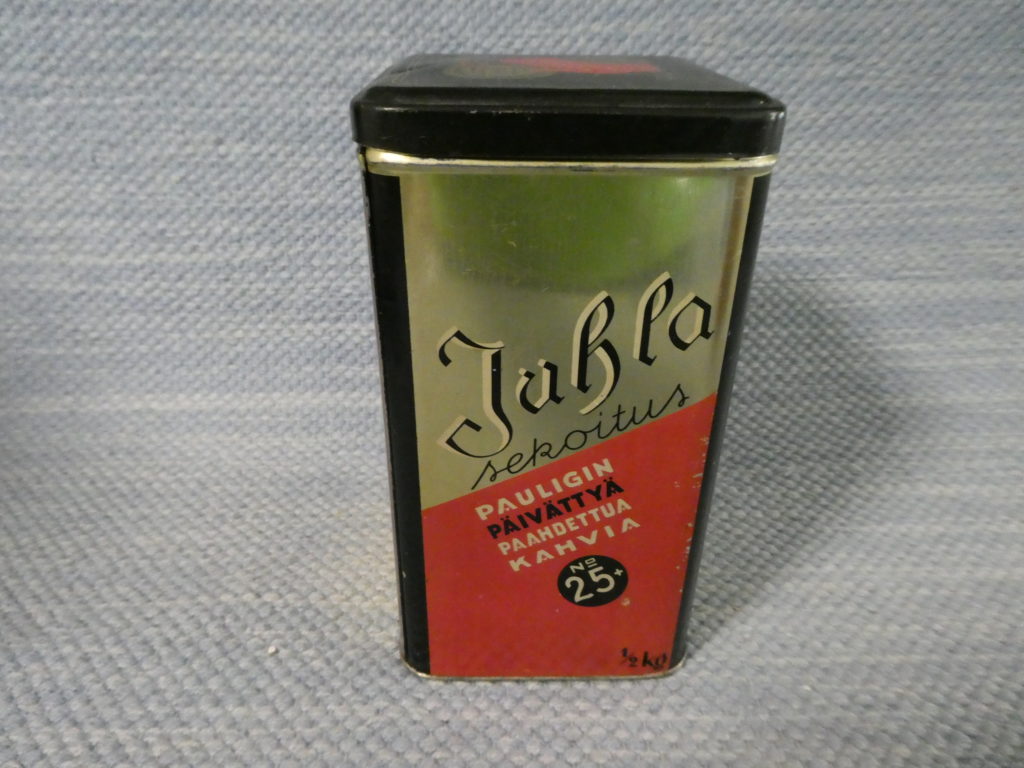 Juhla
sekoitus
PAULIGIN
PÄIVÄTTYÄ
PAAHDETTUA
KAHVIA
No
25+
1/2 kg